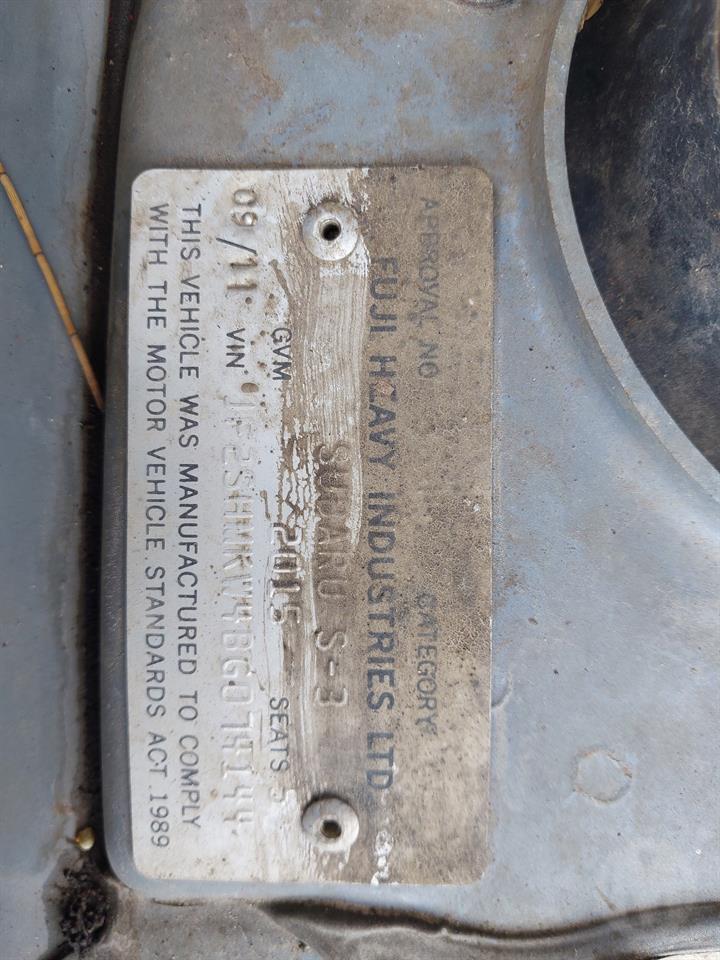 APPROVAL NO CATEGORY
FUJI HEAVY INDUSTRIES LTD
SUBARU S-3
GVM 2015 SEATS 5
09/11 VIN
THIS VEHICLE WAS MANUFACTURED TO COMPLY
WITH THE MOTOR VEHICLE STANDARDS ACT 1989